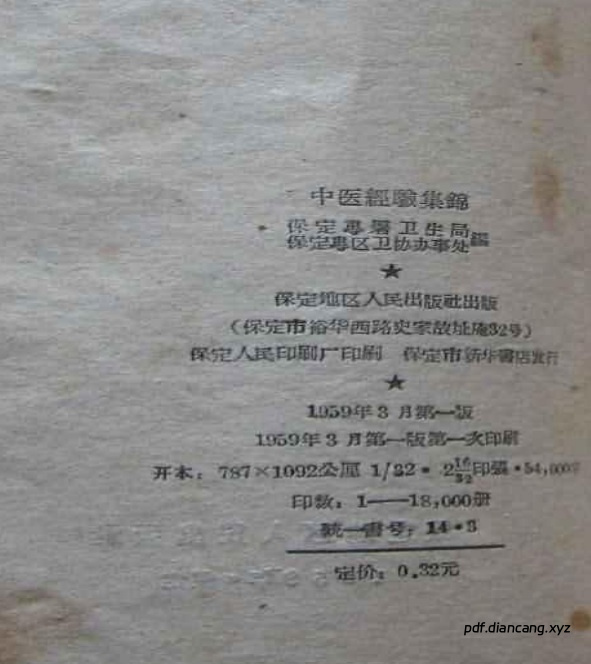 中医經驗集錦
保定專署卫生局
保定專区卫协办事处編
★
保定地区人民出版社出版
(保定市裕华西路史家故址庵32号)
保定人民印刷厂印刷 保定市新华書店发行
★
1959年3月第一版
1959年3月第一版第一次印刷
开本：787×1092公厘 1/32・2 16/32印張・54,000字
印数：1——18,000册
統一書号：14・3
定价：0.32元
pdf.diancang.xyz